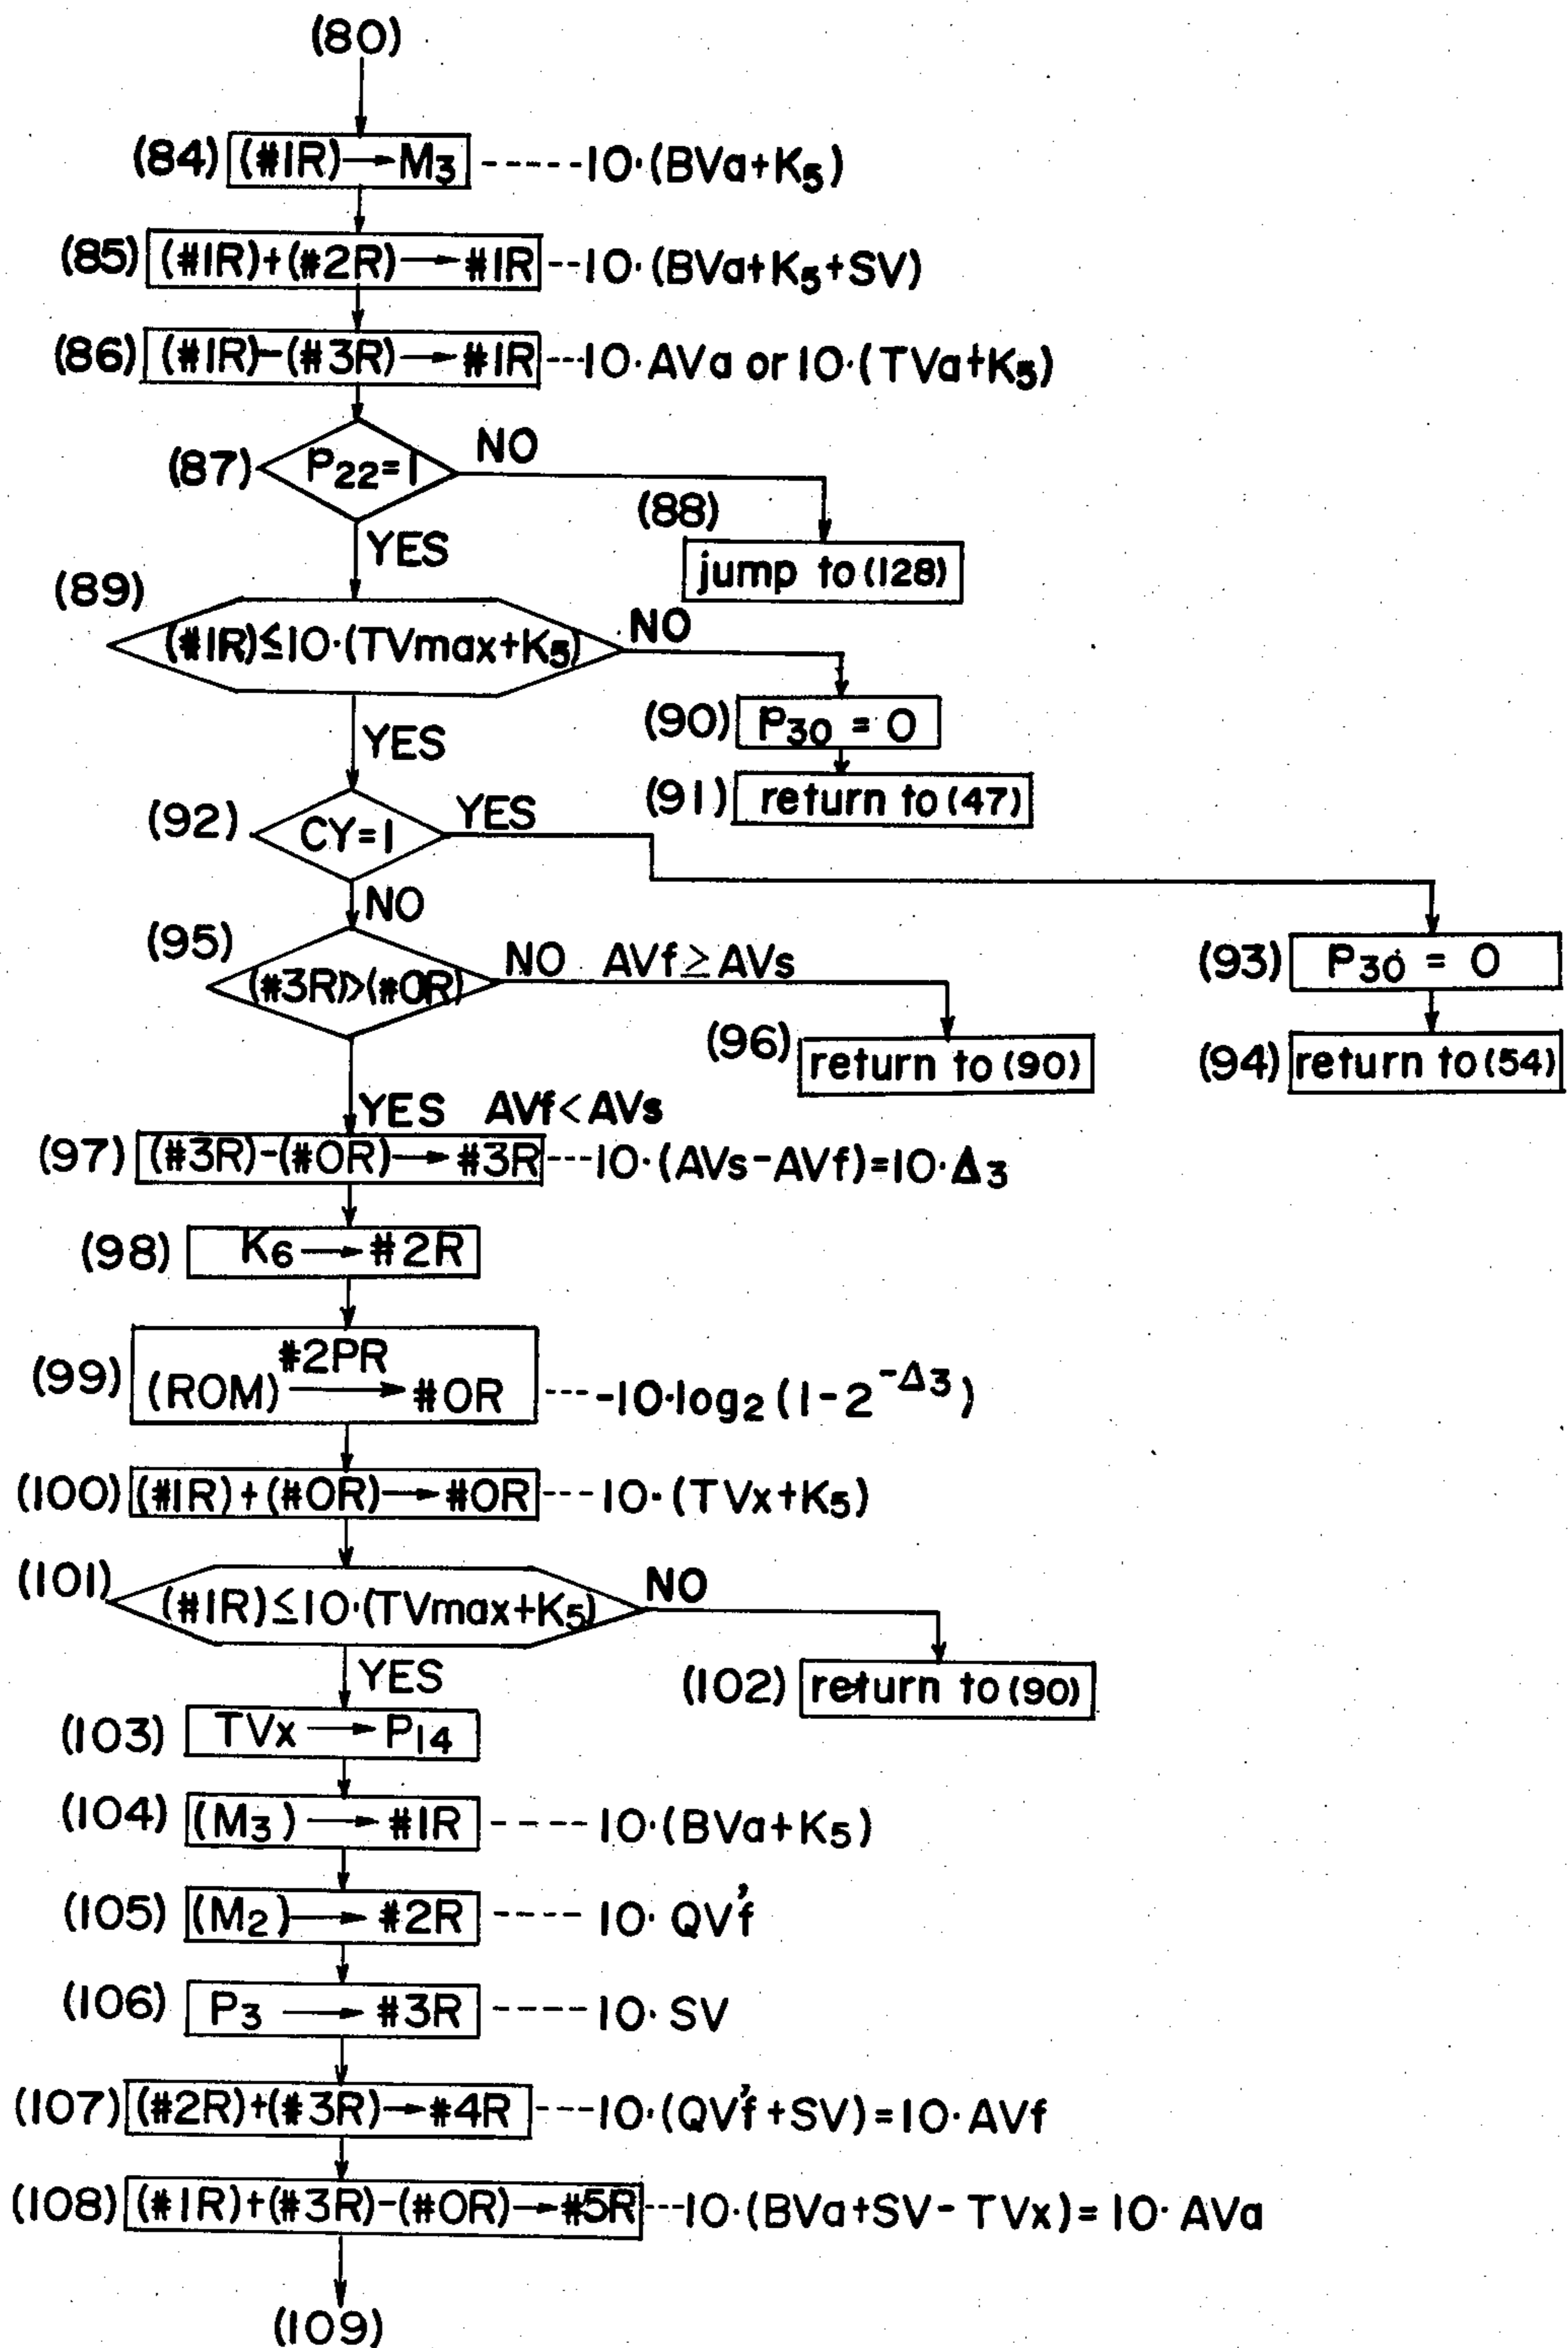 (80)
(84) (#1R)→M3 -----10·(BVa+K5)
(85) (#1R)+(#2R)→#1R --10·(BVa+K5+SV)
(86) (#1R)-(#3R)→#1R ---10·AVa or 10·(TVa+K5)
(87) P22=1 NO
(88)
YES
jump to (128)
(89)
(#1R)≦10·(TVmax+K5) NO
(90) P30 = 0
YES
(91) return to (47)
(92) CY=1 YES
NO
(95) (#3R)>(#0R) NO AVf≥AVs
(93) P30 = 0
(96) return to (90)
(94) return to (54)
YES AVf<AVs
(97) (#3R)-(#0R)→#3R ---10·(AVs-AVf)=10·Δ3
(98) K6→#2R
(99) (ROM) #2PR→ #0R ----10·log2(1-2^-Δ3)
(100) (#1R)+(#0R)→#0R ---10·(TVx+K5)
(101) (#1R)≦10·(TVmax+K5) NO
YES
(102) return to (90)
(103) TVx→P14
(104) (M3)→#1R ----10·(BVa+K5)
(105) (M2)→#2R ----10·QV'f
(106) P3→#3R ----10·SV
(107) (#2R)+(#3R)→#4R ---10·(QV'f+SV)=10·AVf
(108) (#1R)+(#3R)-(#0R)→#5R ---10·(BVa+SV-TVx)=10·AVa
(109)